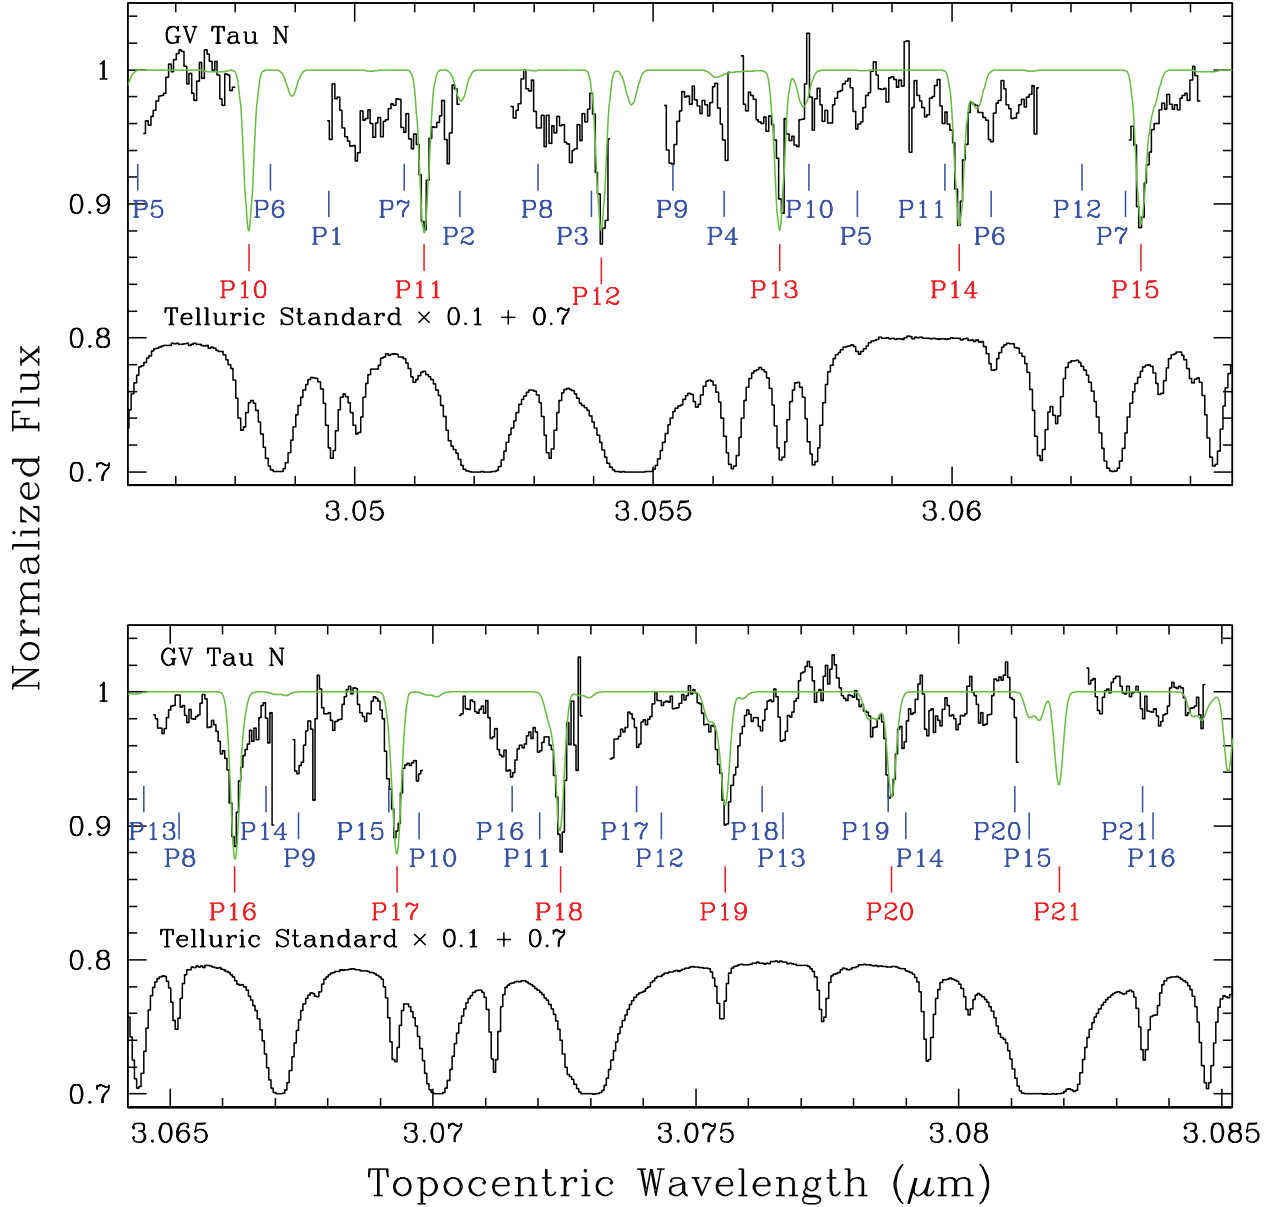 GV Tau N
1
0.9
0.8
0.7
P5 P6 P7 P8 P9 P10 P11 P12
P1 P2 P3 P4 P5 P6 P7
P10 P11 P12 P13 P14 P15
Telluric Standard × 0.1 + 0.7
3.05 3.055 3.06
Normalized Flux
GV Tau N
1
0.9
0.8
0.7
P13 P14 P15 P16 P17 P18 P19 P20 P21
P8 P9 P10 P11 P12 P13 P14 P15 P16
P16 P17 P18 P19 P20 P21
Telluric Standard × 0.1 + 0.7
3.065 3.07 3.075 3.08 3.085
Topocentric Wavelength (μm)